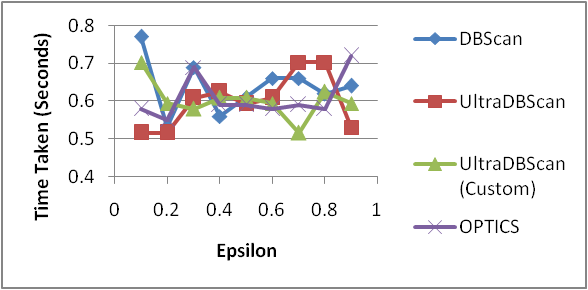 Time Taken (Seconds)
0.8
0.7
0.6
0.5
0.4
0
0.2
0.4
0.6
0.8
1
Epsilon
DBScan
UltraDBScan
UltraDBScan
(Custom)
OPTICS